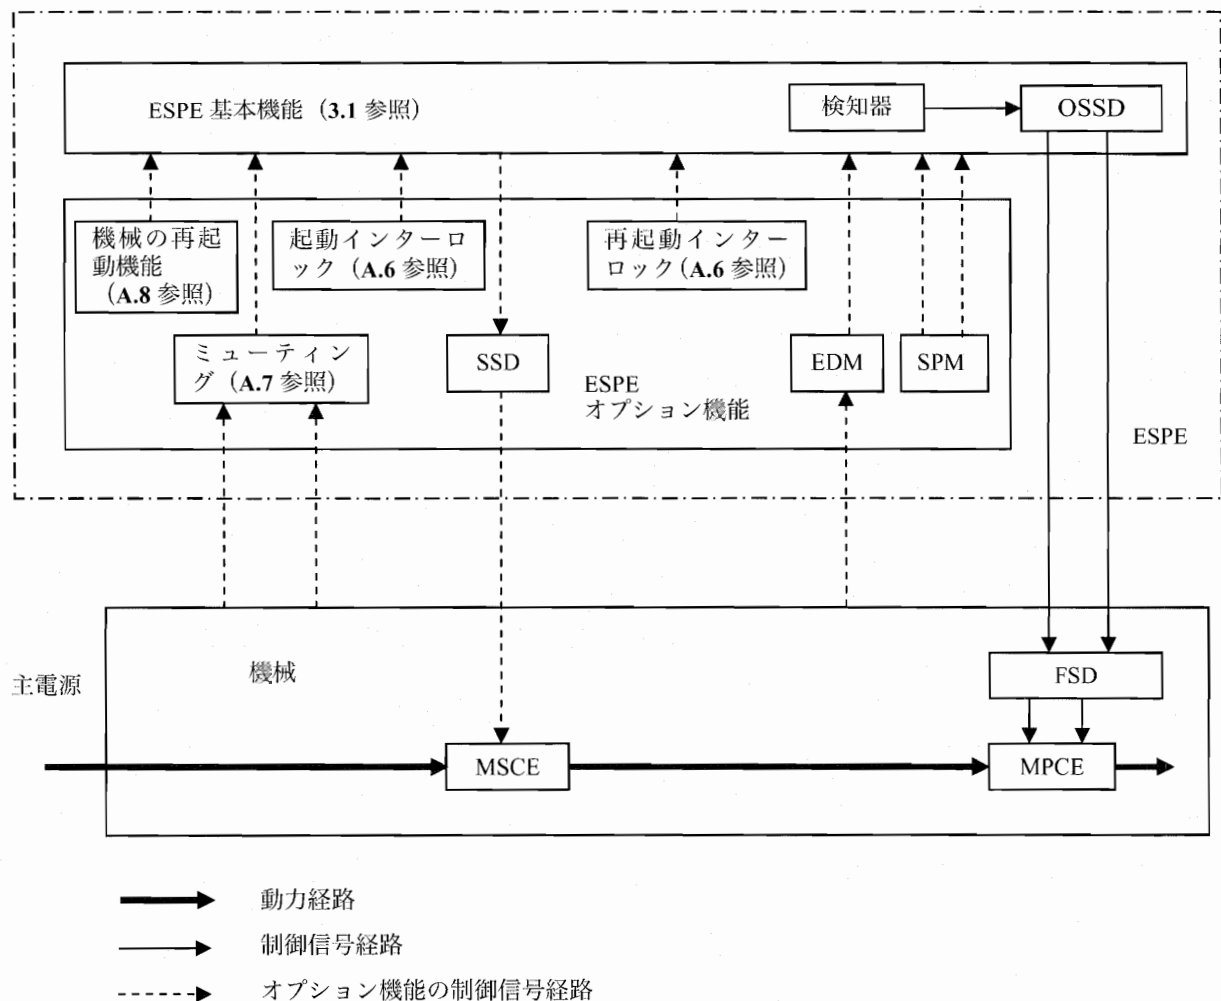 ESPE 基本機能（3.1 参照）
検知器
OSSD
機械の再起
動機能
（A.8 参照）
起動インターロ
ック（A.6 参照）
再起動インター
ロック（A.6 参照）
ミューティン
グ（A.7 参照）
SSD
EDM
SPM
ESPE
オプション機能
ESPE
主電源
機械
FSD
MSCE
MPCE
動力経路
制御信号経路
オプション機能の制御信号経路